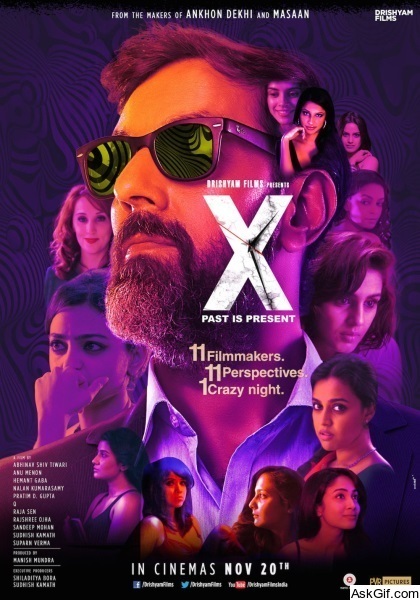 FROM THE MAKERS OF ANKHON DEKHI AND MASAAN
DRISHYAM
FILMS
DRISHYAM FILMS PRESENTS
X
PAST IS PRESENT
11 Filmmakers.
11 Perspectives.
1 Crazy night.
A FILM BY
ABHINAV SHIV TIWARI
ANU MENON
HEMANT GABA
NALAN KUMARASAMY
PRATIM D. GUPTA
Q
RAJA SEN
RAJSHREE OJHA
SANDEEP MOHAN
SUDHISH KAMATH
SUPARN VERMA
PRODUCED BY
MANISH MUNDRA
EXECUTIVE PRODUCERS
SHILADITYA BORA
SUDHISH KAMATH
IN CINEMAS NOV 20TH
/DrishyamFilms
/DrishyamFilms
YouTube /DrishyamFilmsIndia
PVR PICTURES
AskGif.com